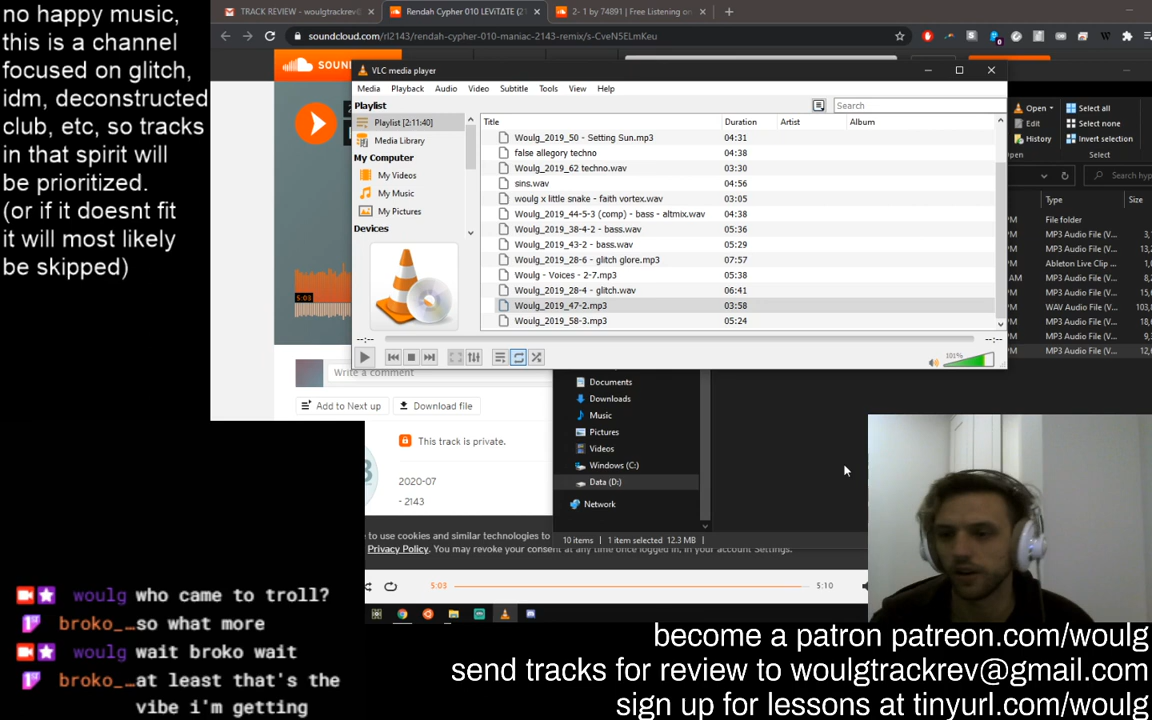 no happy music,
this is a channel
focused on glitch,
idm, deconstructed
club, etc, so tracks
in that spirit will
be prioritized.
(or if it doesnt fit
it will most likely
be skipped)
TRACK REVIEW - woulgtrackrev@
Rendah Cypher 010 LEViTΔTE (21
2- 1 by 74891 | Free Listening on
soundcloud.com/rl2143/rendah-cypher-010-maniac-2143-remix/s-CveN5ELmKeu
SOUN
5:03
VLC media player
Media Playback Audio Video Subtitle Tools View Help
Playlist
Playlist [2:11:40]
Media Library
My Computer
My Videos
My Music
My Pictures
Devices
Search
Title Duration Artist Album
Woulg_2019_50 - Setting Sun.mp3 04:31
false allegory techno 04:38
Woulg_2019_62 techno.wav 03:30
sins.wav 04:56
woulg x little snake - faith vortex.wav 03:05
Woulg_2019_44-5-3 (comp) - bass - altmix.wav 04:38
Woulg_2019_38-4-2 - bass.wav 05:36
Woulg_2019_43-2 - bass.wav 05:29
Woulg_2019_28-6 - glitch glore.mp3 07:57
Woulg - Voices - 2-7.mp3 05:38
Woulg_2019_28-4 - glitch.wav 06:41
Woulg_2019_47-2.mp3 03:58
Woulg_2019_58-3.mp3 05:24
--:-- --:--
101%
Open Select all
Edit Select none
History Invert selection
Open Select
Search hyp
Type Size
File folder
MP3 Audio File (V...
MP3 Audio File (V... 13,
Ableton Live Clip ...
AM MP3 Audio File (V...
MP3 Audio File (V... 15,
WAV Audio File (V... 103,
MP3 Audio File (V... 18,
MP3 Audio File (V...
MP3 Audio File (V... 12,
Write a comment
Add to Next up Download file
This track is private.
2020-07
- 2143
Documents
Downloads
Music
Pictures
Videos
Windows (C:)
Data (D:)
Network
10 items 1 item selected 12.3 MB
to use cookies and similar technologies to
Privacy Policy. You may revoke your consent at any time once logged in, in your account Settings.
5:03 5:10
woulg who came to troll?
broko_…so what more
woulg wait broko wait
broko_…at least that's the
vibe i'm getting
become a patron patreon.com/woulg
send tracks for review to woulgtrackrev@gmail.com
sign up for lessons at tinyurl.com/woulg